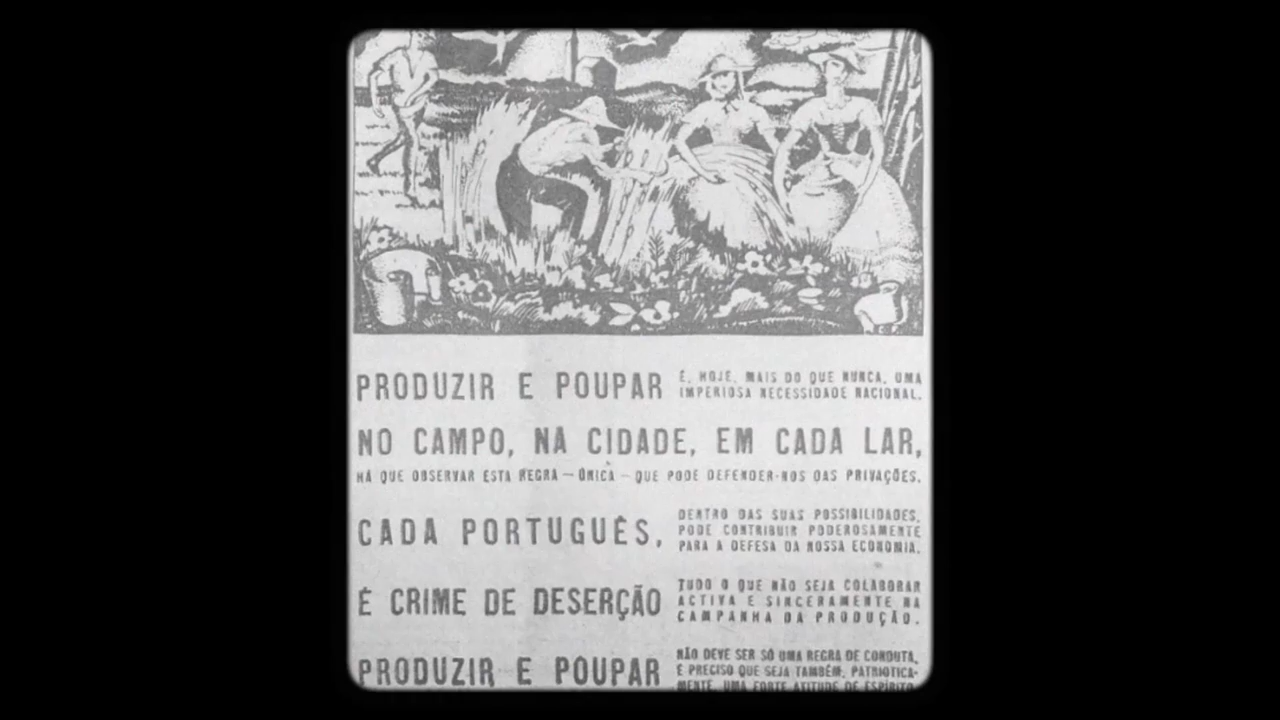 PRODUZIR E POUPAR É, HOJE, MAIS DO QUE NUNCA, UMA
IMPERIOSA NECESSIDADE NACIONAL.
NO CAMPO, NA CIDADE, EM CADA LAR,
HÁ QUE OBSERVAR ESTA REGRA — ÚNICA — QUE PODE DEFENDER-NOS DAS PRIVAÇÕES.
CADA PORTUGUÊS, DENTRO DAS SUAS POSSIBILIDADES,
PODE CONTRIBUIR PODEROSAMENTE
PARA A DEFESA DA NOSSA ECONOMIA.
É CRIME DE DESERÇÃO TUDO O QUE NÃO SEJA COLABORAR
ACTIVA E SINCERAMENTE NA
CAMPANHA DA PRODUÇÃO.
PRODUZIR E POUPAR NÃO DEVE SER SÓ UMA REGRA DE CONDUTA,
É PRECISO QUE SEJA TAMBÉM, PATRIOTICA-
MENTE, UMA FORTE ATITUDE DE ESPÍRITO